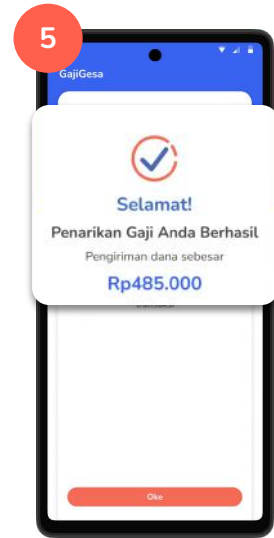 5
GajiGesa
Selamat!
Penarikan Gaji Anda Berhasil
Pengiriman dana sebesar
Rp485.000
Oke